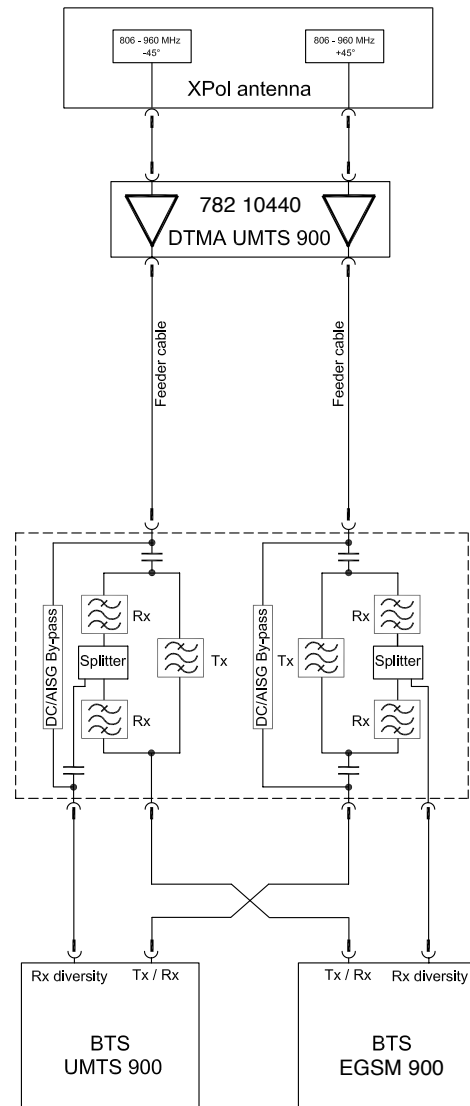 806 - 960 MHz
-45°
806 - 960 MHz
+45°
XPol antenna
782 10440
DTMA UMTS 900
Feeder cable
Feeder cable
DC/AISG By-pass
Rx
Splitter
Rx
Tx
DC/AISG By-pass
Tx
Rx
Splitter
Rx
Rx diversity
Tx / Rx
BTS
UMTS 900
Tx / Rx
Rx diversity
BTS
EGSM 900